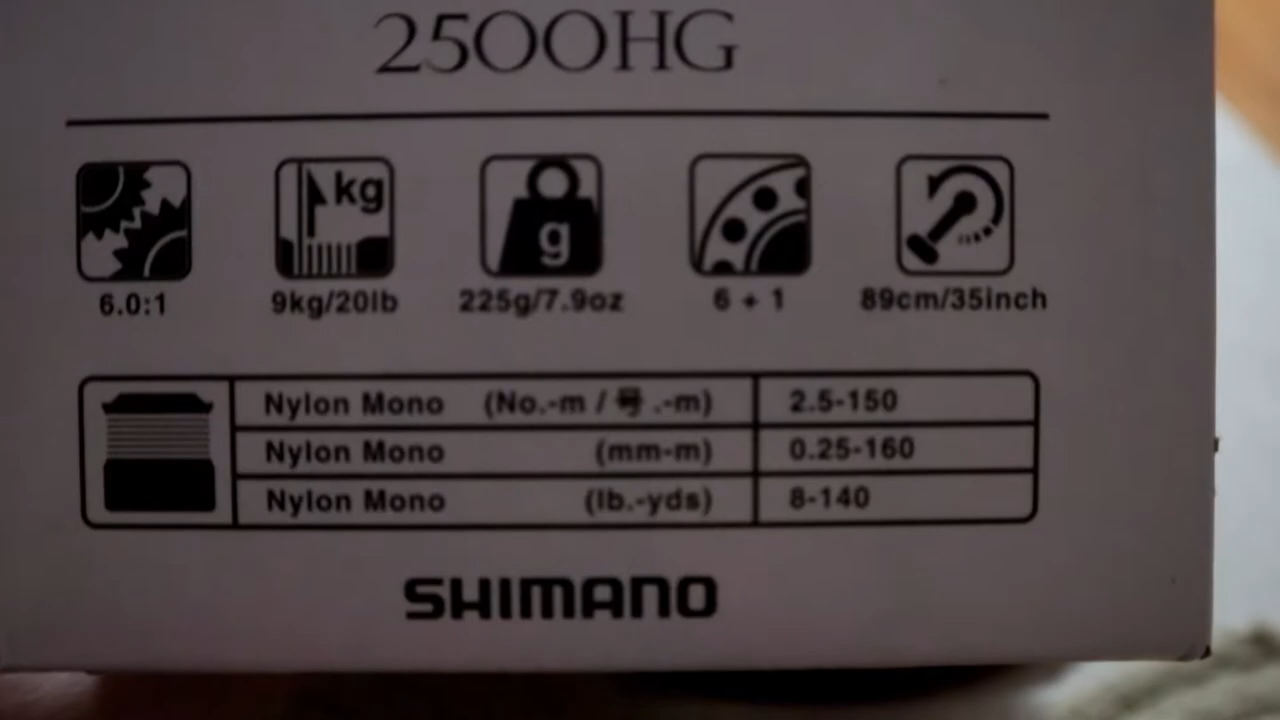 2500HG
kg
g
6.0:1 9kg/20lb 225g/7.9oz 6 + 1 89cm/35inch
Nylon Mono (No.-m / 号.-m) 2.5-150
Nylon Mono (mm-m) 0.25-160
Nylon Mono (lb.-yds) 8-140
SHIMANO